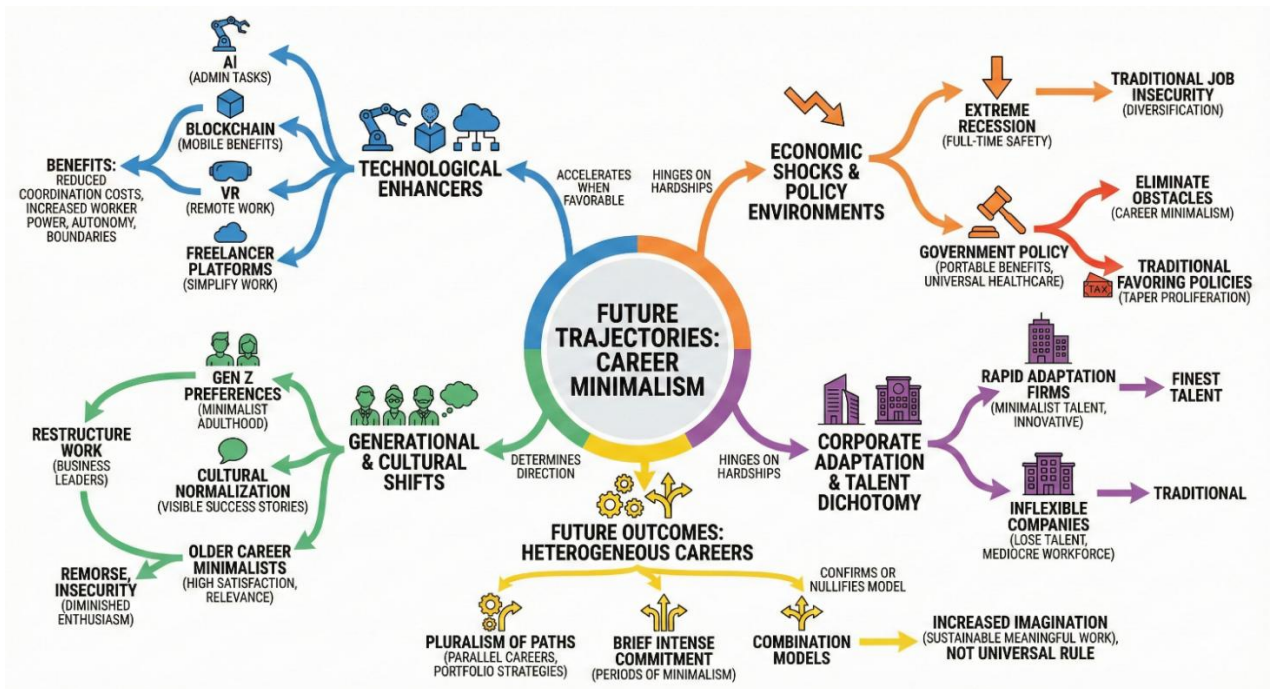 AI
(ADMIN TASKS)
BLOCKCHAIN
(MOBILE BENEFITS)
VR
(REMOTE WORK)
FREELANCER
PLATFORMS
(SIMPLIFY WORK)
BENEFITS:
REDUCED
COORDINATION COSTS,
INCREASED WORKER
POWER, AUTONOMY,
BOUNDARIES
TECHNOLOGICAL
ENHANCERS
ACCELERATES
WHEN
FAVORABLE
HINGES ON
HARDSHIPS
ECONOMIC
SHOCKS &
POLICY
ENVIRONMENTS
EXTREME
RECESSION
(FULL-TIME SAFETY)
TRADITIONAL JOB
INSECURITY
(DIVERSIFICATION)
GOVERNMENT POLICY
(PORTABLE BENEFITS,
UNIVERSAL HEALTHCARE)
ELIMINATE
OBSTACLES
(CAREER MINIMALISM)
TAX
TRADITIONAL
FAVORING POLICIES
(TAPER PROLIFERATION)
FUTURE
TRAJECTORIES:
CAREER
MINIMALISM
GEN Z
PREFERENCES
(MINIMALIST
ADULTHOOD)
RESTRUCTURE
WORK
(BUSINESS
LEADERS)
CULTURAL
NORMALIZATION
(VISIBLE SUCCESS STORIES)
OLDER CAREER
MINIMALISTS
(HIGH SATISFACTION,
RELEVANCE)
REMORSE,
INSECURITY
(DIMINISHED
ENTHUSIASM)
GENERATIONAL
& CULTURAL
SHIFTS
DETERMINES
DIRECTION
HINGES ON
HARDSHIPS
CORPORATE
ADAPTATION
& TALENT
DICHOTOMY
RAPID ADAPTATION
FIRMS
(MINIMALIST TALENT,
INNOVATIVE)
FINEST
TALENT
INFLEXIBLE
COMPANIES
(LOSE TALENT,
MEDIOCRE WORKFORCE)
TRADITIONAL
FUTURE OUTCOMES:
HETEROGENEOUS CAREERS
CONFIRMS OR
NULLIFIES MODEL
PLURALISM OF PATHS
(PARALLEL CAREERS,
PORTFOLIO STRATEGIES)
BRIEF INTENSE
COMMITMENT
(PERIODS OF MINIMALISM)
COMBINATION
MODELS
INCREASED IMAGINATION
(SUSTAINABLE MEANINGFUL WORK),
NOT UNIVERSAL RULE